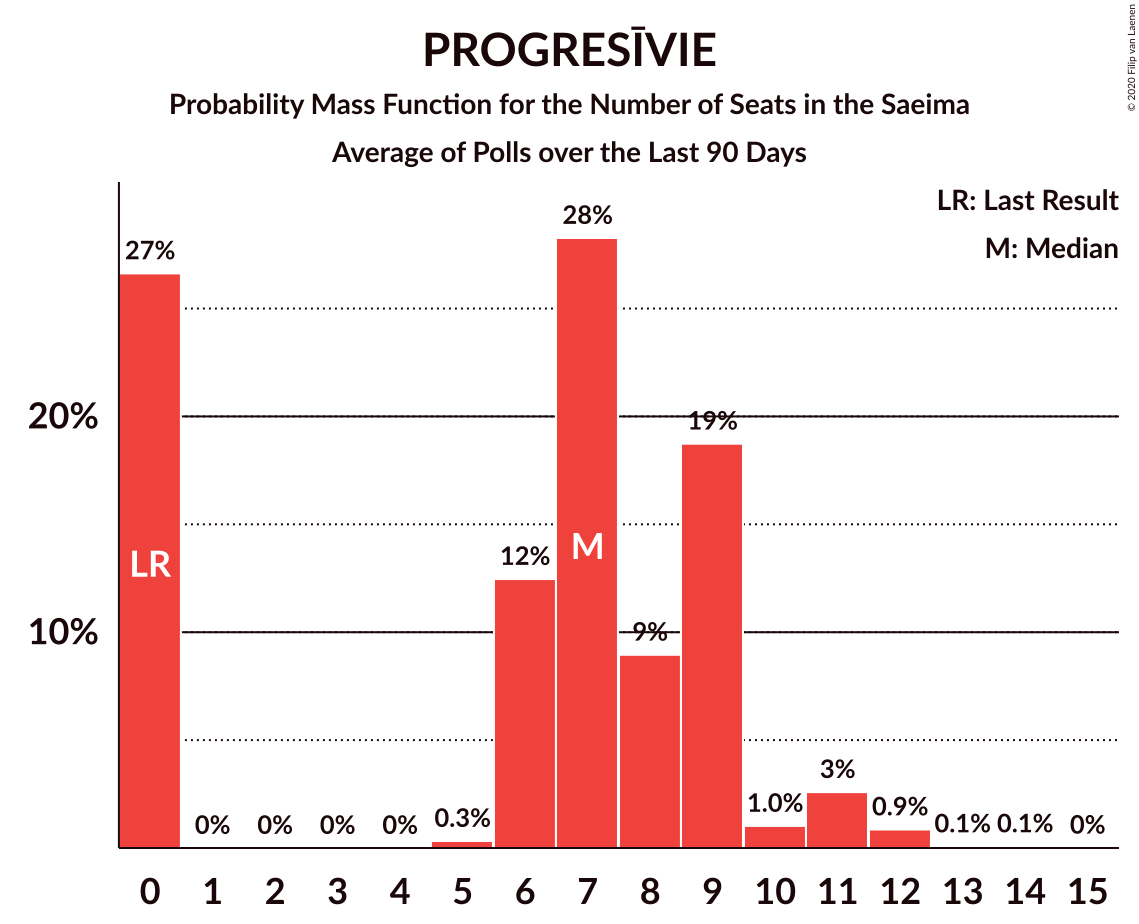 PROGRESĪVIE
Probability Mass Function for the Number of Seats in the Saeima
Average of Polls over the Last 90 Days
© 2020 Filip van Laenen
LR: Last Result
M: Median
27% 0% 0% 0% 0% 0.3% 12% 28% 9% 19% 1.0% 3% 0.9% 0.1% 0.1% 0%
20%
10%
LR
M
0 1 2 3 4 5 6 7 8 9 10 11 12 13 14 15